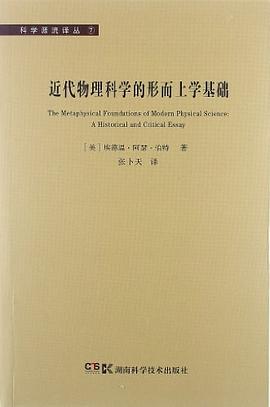 科学源流译丛 ⑦
近代物理科学的形而上学基础
The Metaphysical Foundations of Modern Physical Science:
A Historical and Critical Essay
[美] 埃德温·阿瑟·伯特 著
张卜天 译
CS K 湖南科学技术出版社